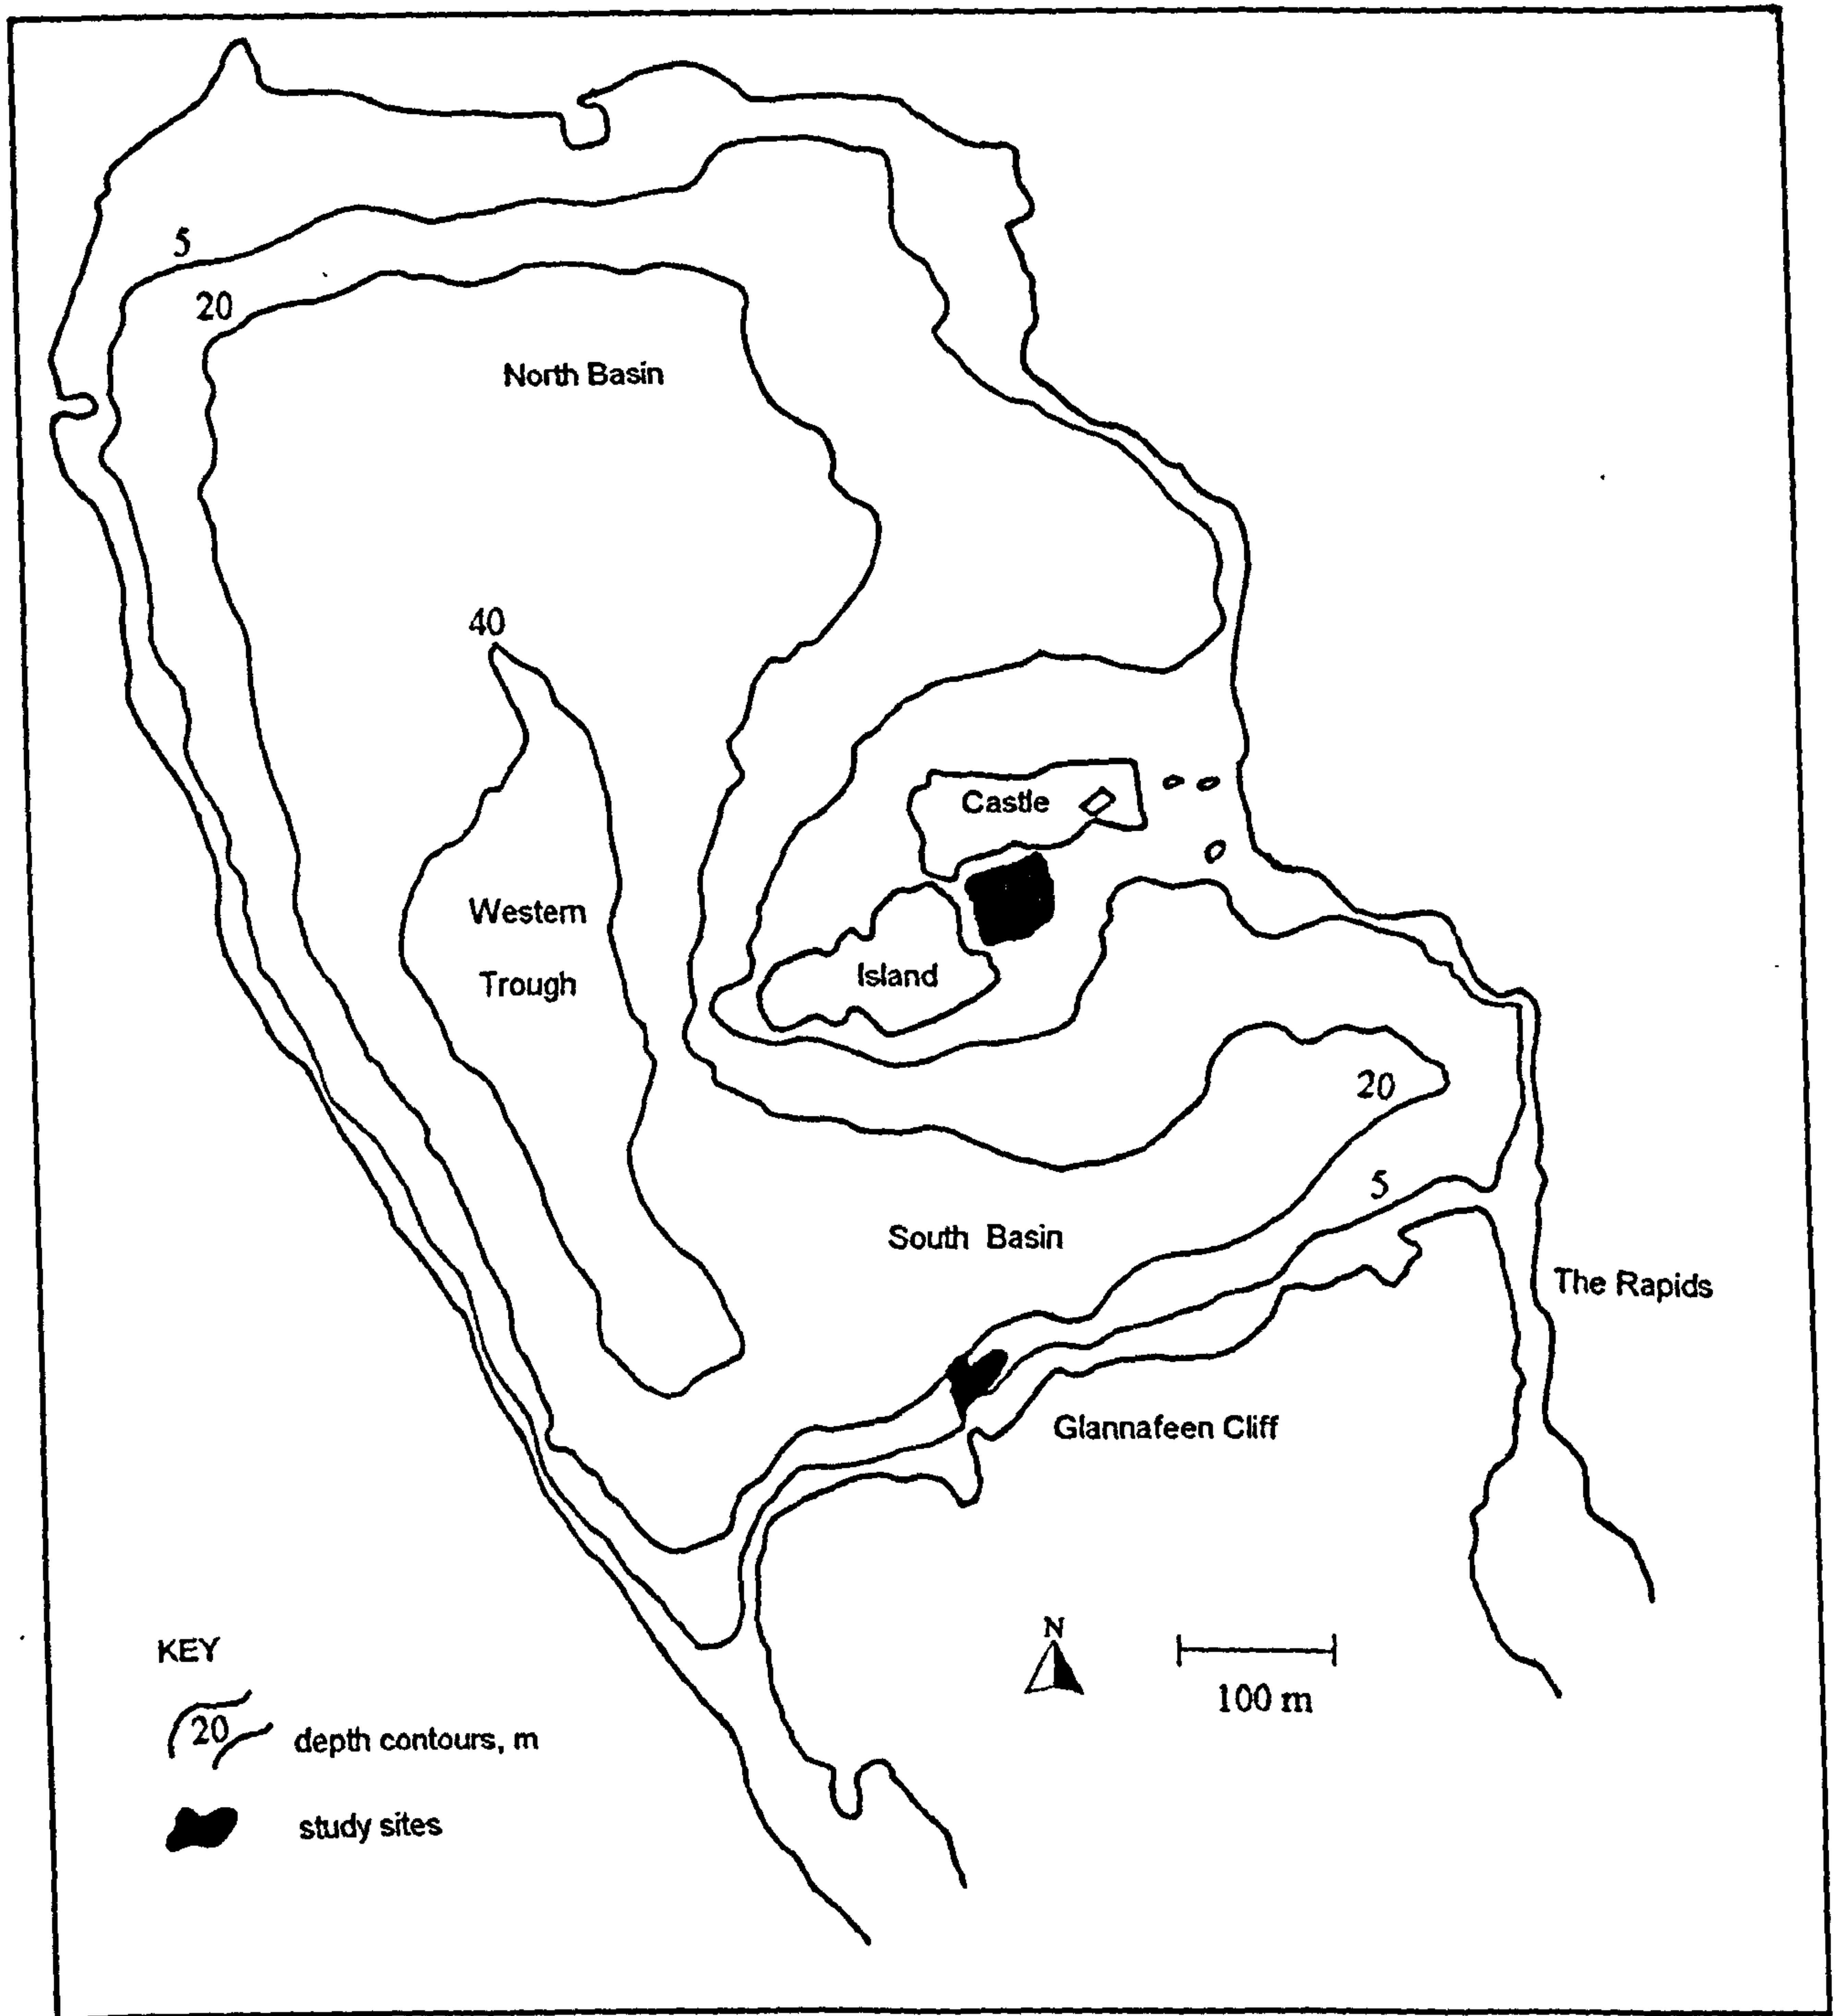 5
20
North Basin
40
Castle
Western
Trough
Island
20
5
South Basin
The Rapids
Glannafeen Cliff
N
100 m
KEY
20
depth contours, m
study sites